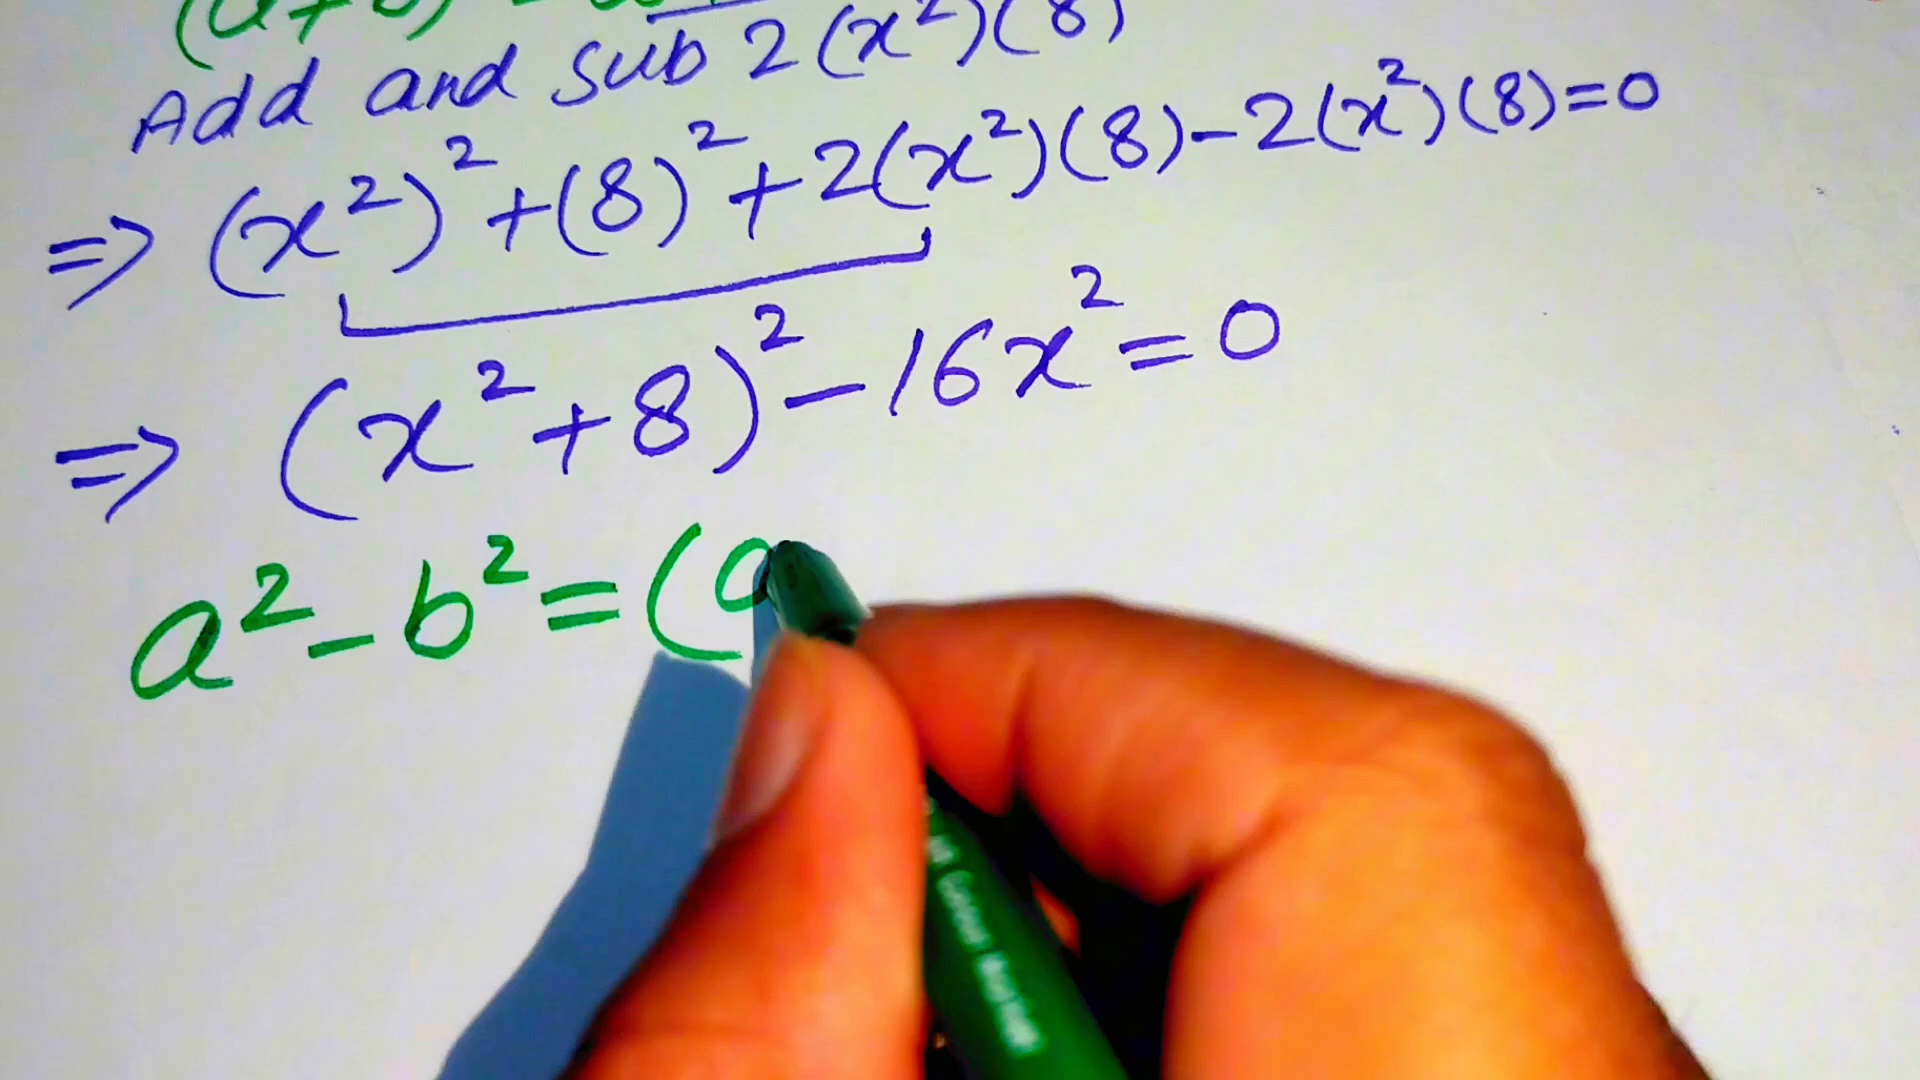 (a+b)
Add and sub 2(x²)(8)
=> (x²)²+(8)²+2(x²)(8)-2(x²)(8)=0
=> (x²+8)²-16x²=0
a²-b²=(a